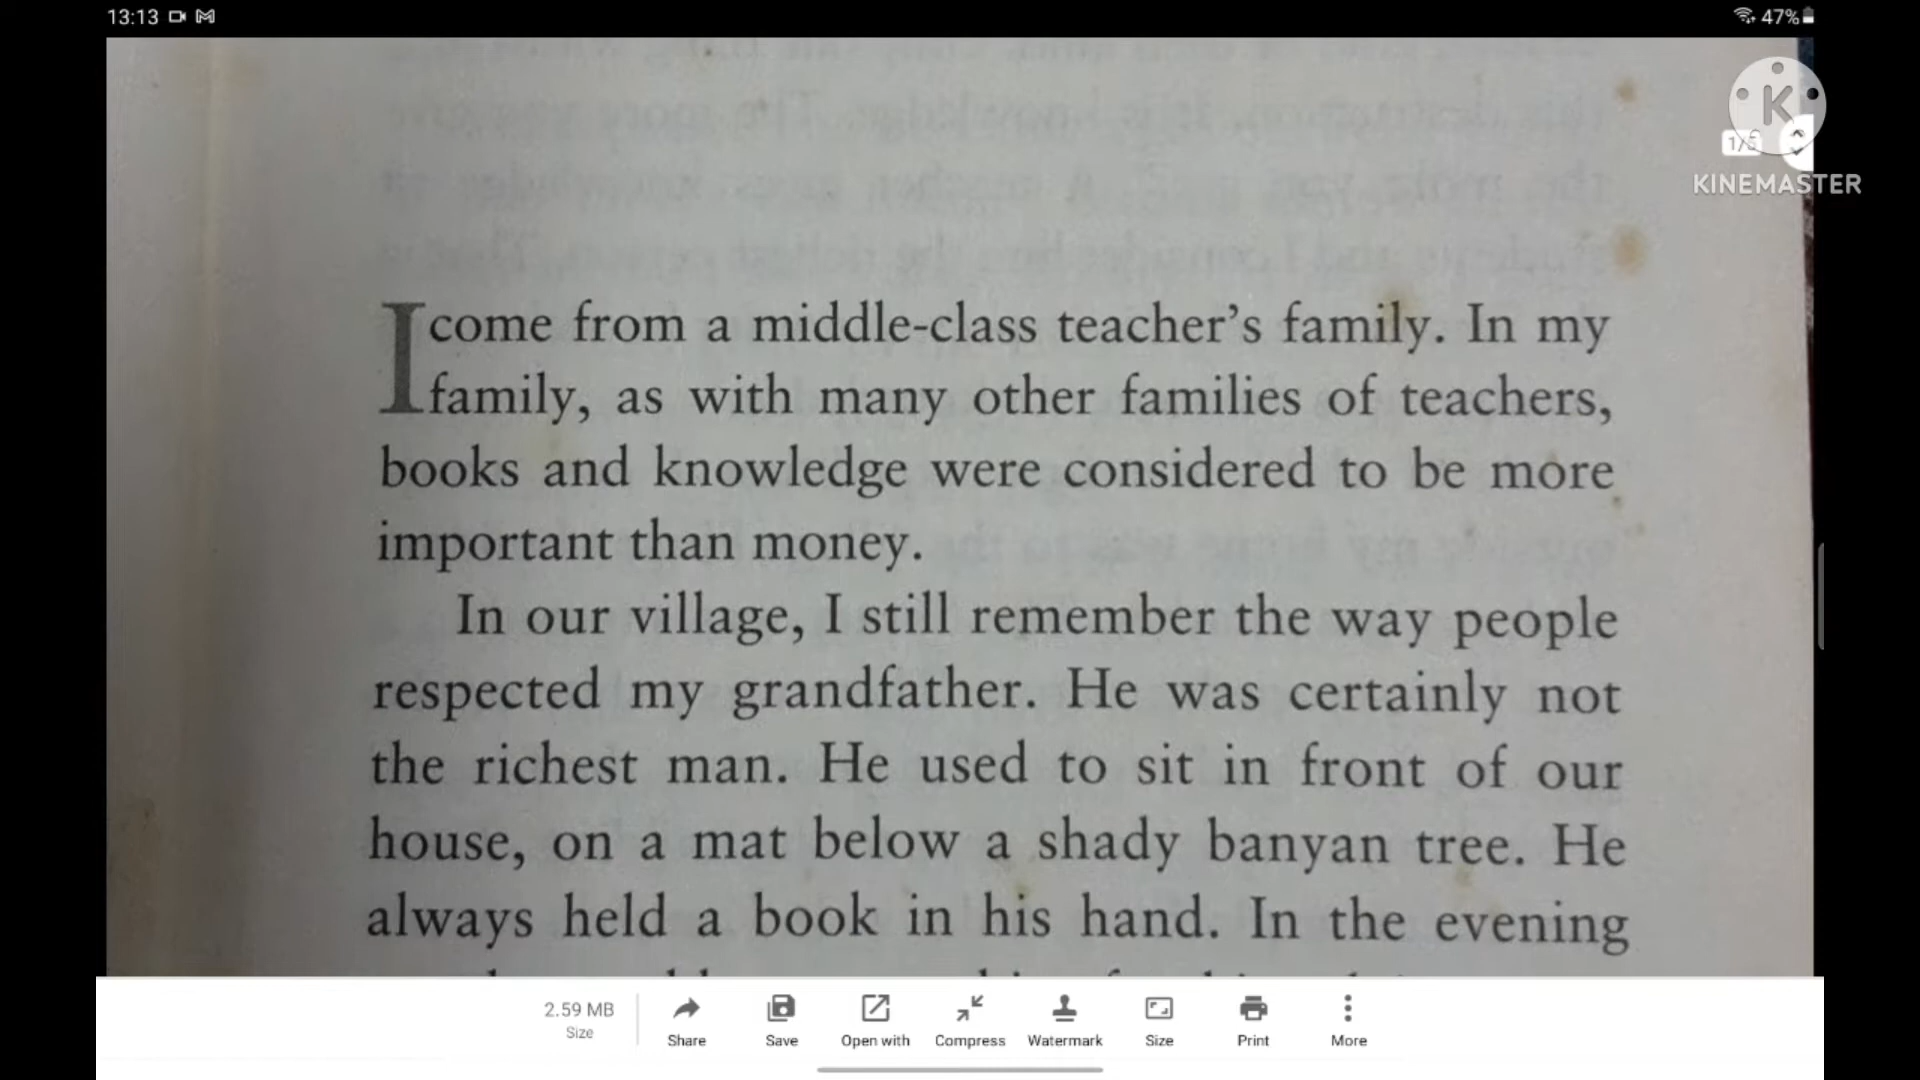 13:13
47%
1/5
KINEMASTER
I come from a middle-class teacher's family. In my
family, as with many other families of teachers,
books and knowledge were considered to be more
important than money.
In our village, I still remember the way people
respected my grandfather. He was certainly not
the richest man. He used to sit in front of our
house, on a mat below a shady banyan tree. He
always held a book in his hand. In the evening
2.59 MB
Size
Share
Save
Open with
Compress
Watermark
Size
Print
More